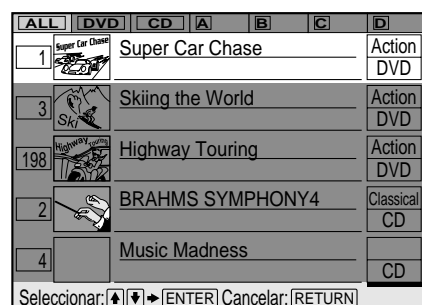 ALL DVD CD A B C D
1 Super Car Chase Super Car Chase Action DVD
3 Ski Skiing the World Action DVD
198 Highway Touring Highway Touring Action DVD
2 BRAHMS SYMPHONY4 Classical CD
4 Music Madness CD
Seleccionar: ENTER Cancelar: RETURN